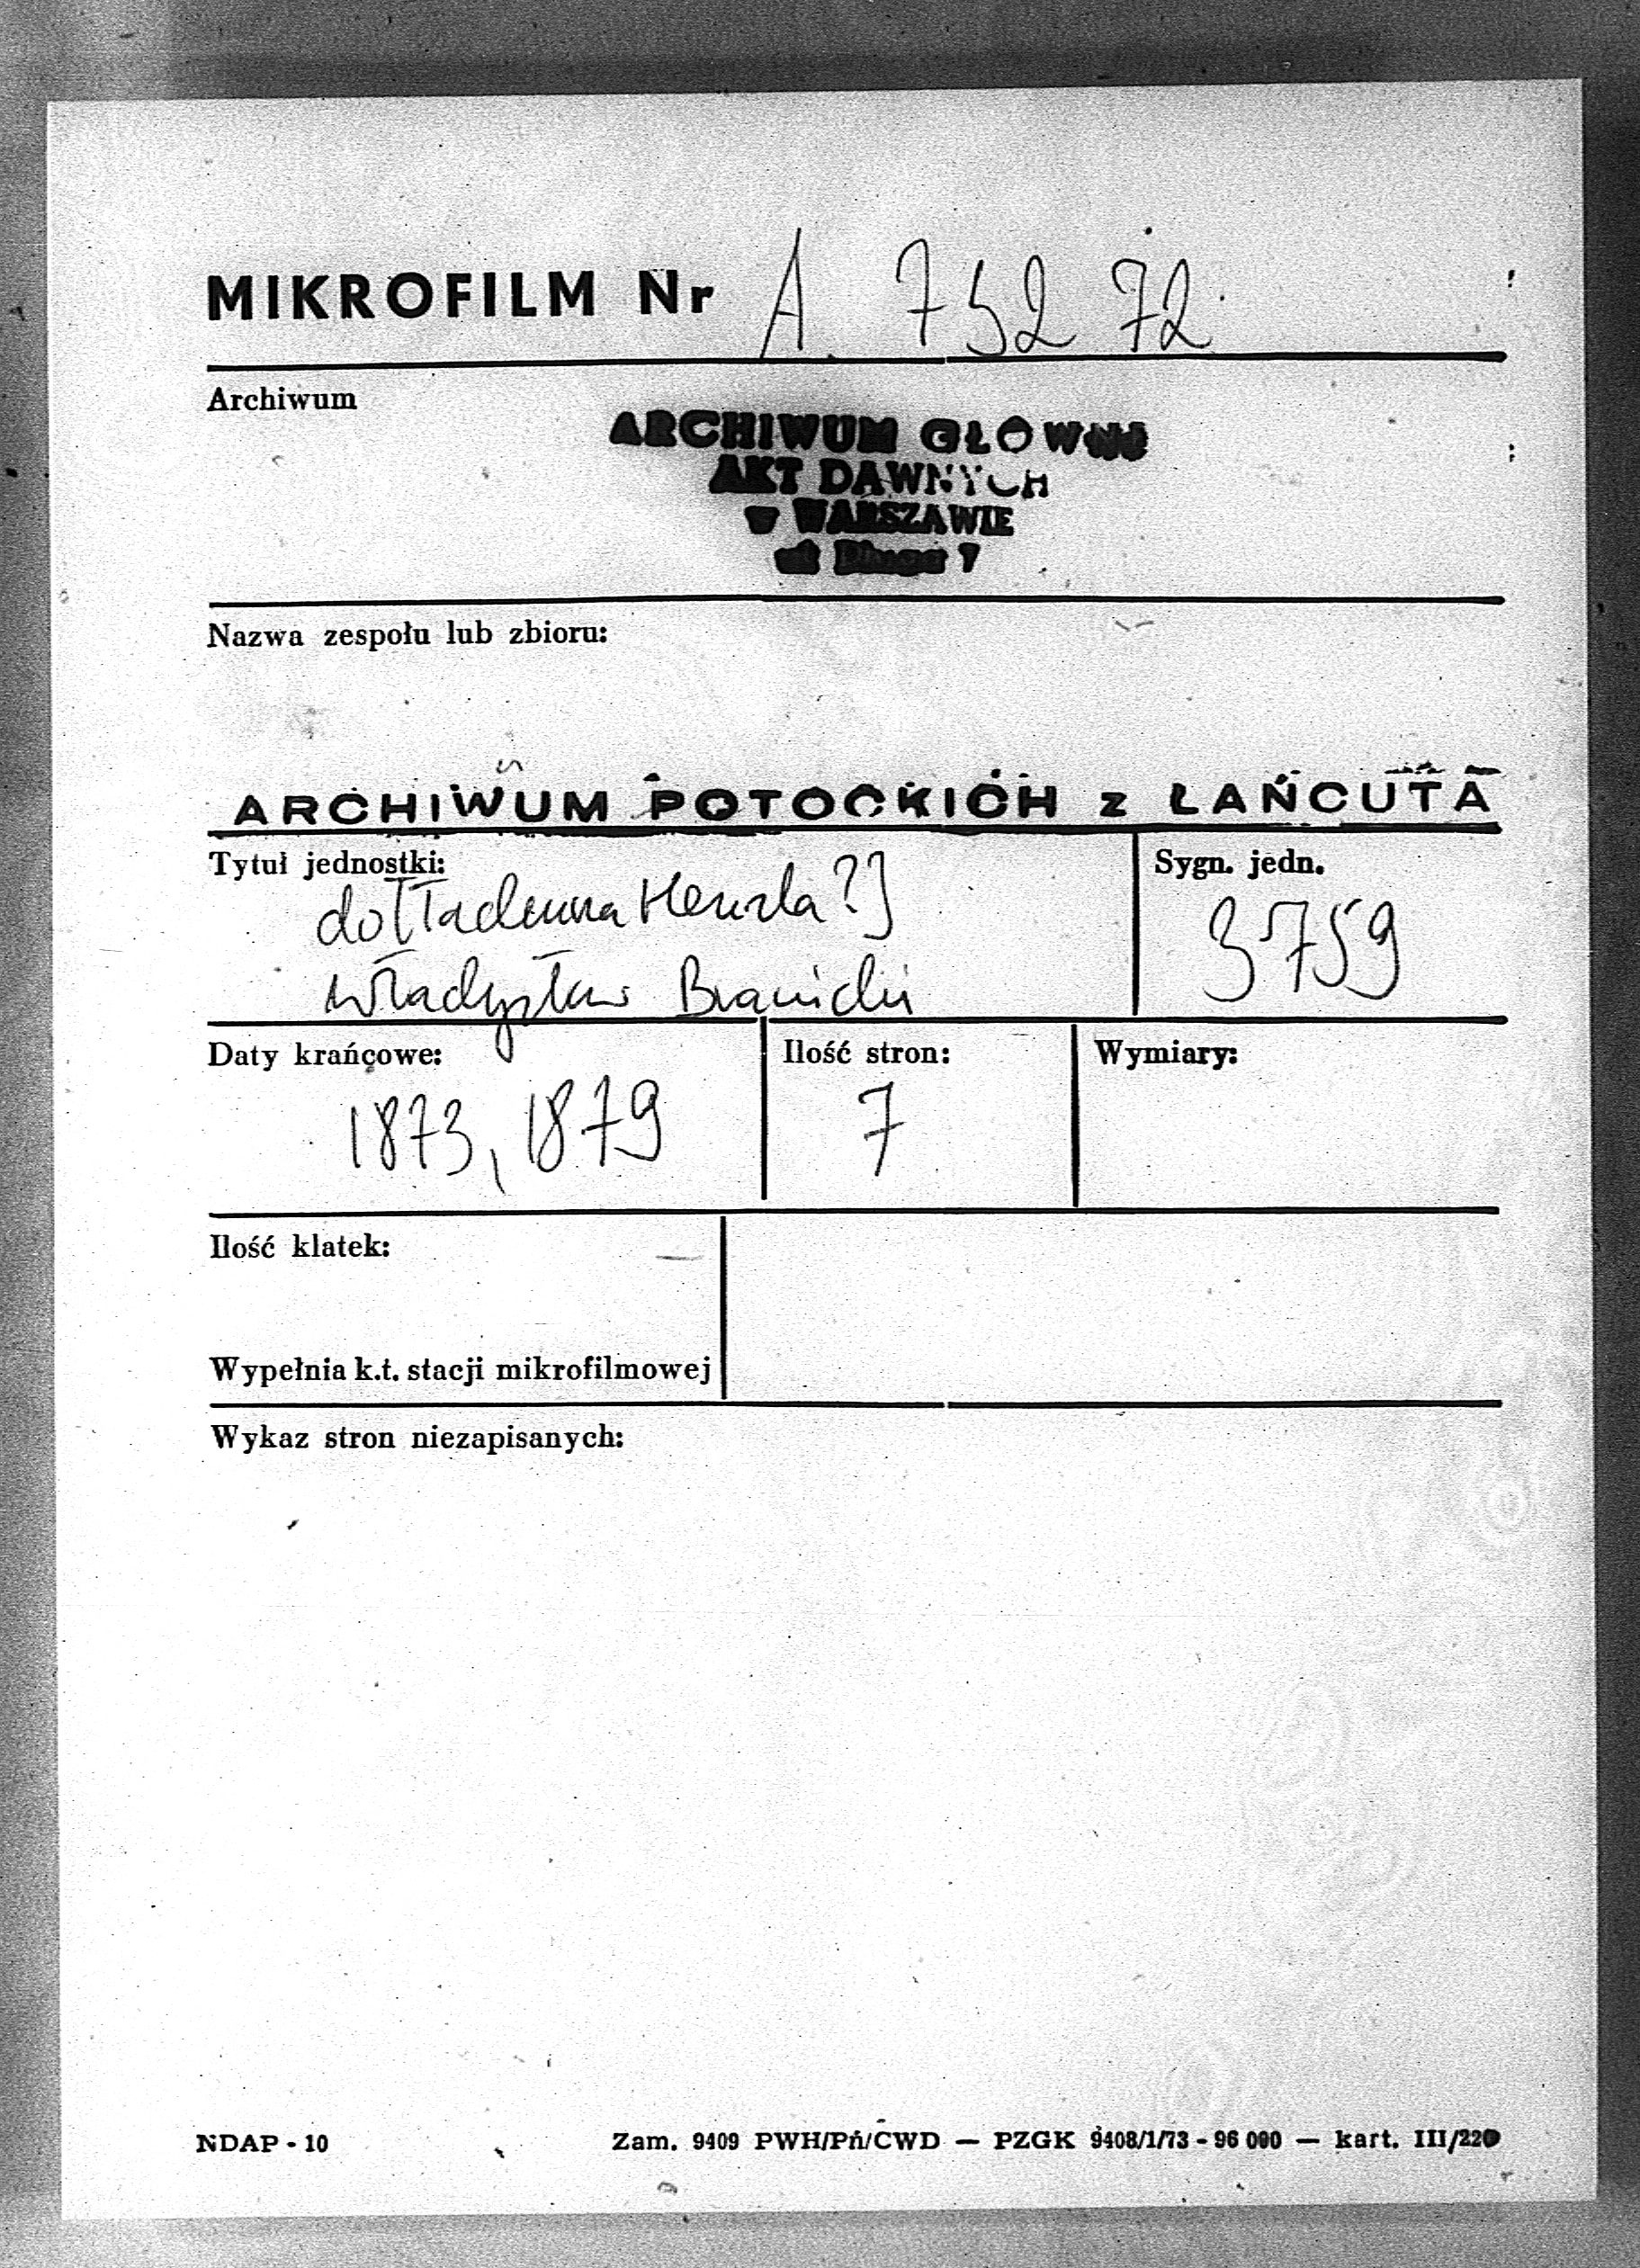 MIKROFILM Nr A. 75272
Archiwum
ARCHIWUM GŁÓWNE
AKT DAWNYCH
w WARSZAWIE
ul. Długa 7
Nazwa zespołu lub zbioru:
ARCHIWUM POTOCKICH z ŁAŃCUTA
Tytuł jednostki:
do [Tadeusza ?]
Władysław Branicki
Sygn. jedn.
3759
Daty krańcowe:
1873, 1879
Ilość stron:
7
Wymiary:
Ilość klatek:
Wypełnia k.t. stacji mikrofilmowej
Wykaz stron niezapisanych:
NDAP - 10
Zam. 9409 PWH/Pń/CWD — PZGK 9408/1/73 - 96 000 — kart. III/220